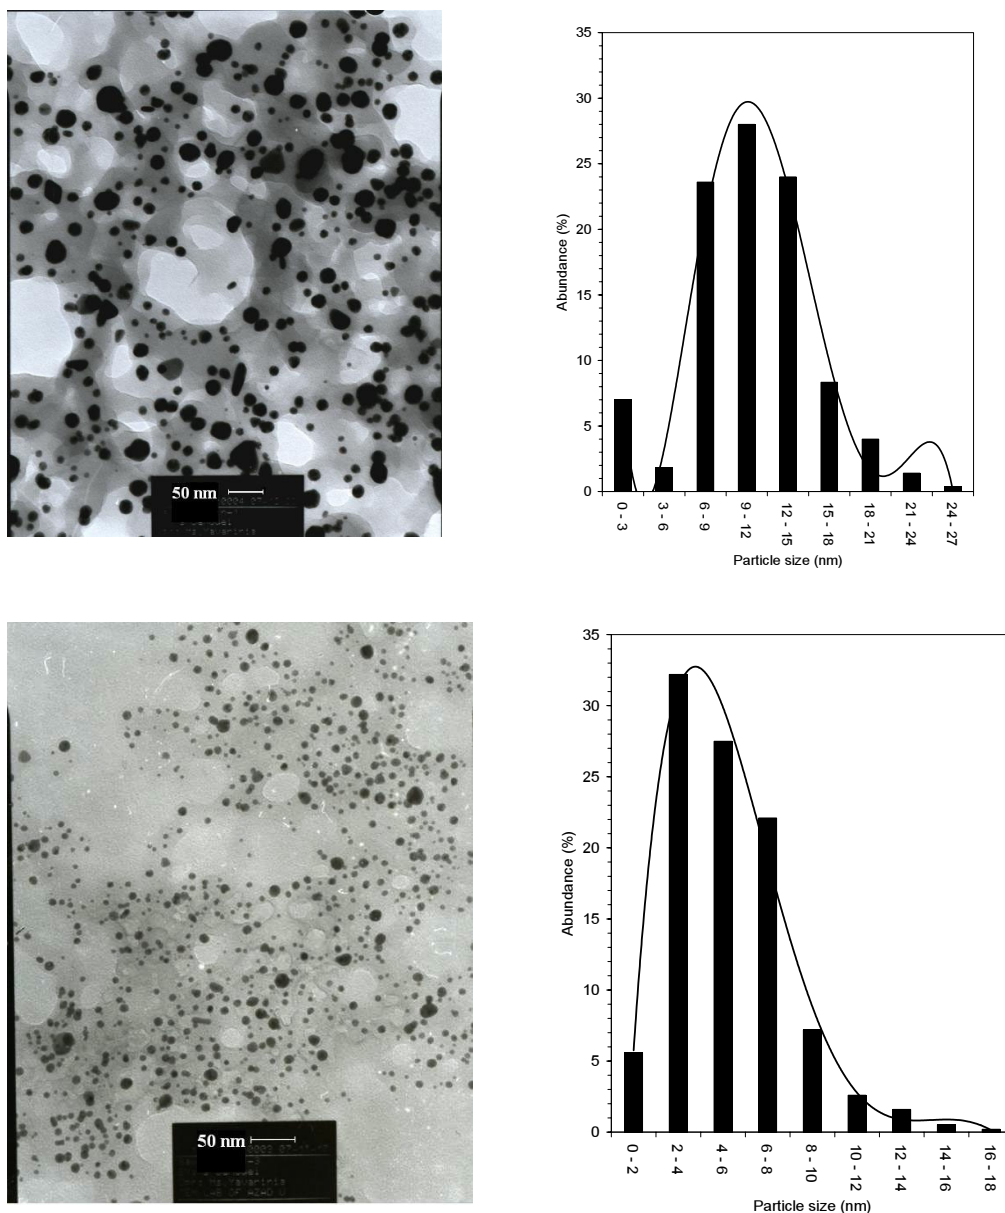 35
30
25
20
15
10
5
0
Abundance (%)
0 - 3
3 - 6
6 - 9
9 - 12
12 - 15
15 - 18
18 - 21
21 - 24
24 - 27
Particle size (nm)
50 nm
35
30
25
20
15
10
5
0
Abundance (%)
0 - 2
2 - 4
4 - 6
6 - 8
8 - 10
10 - 12
12 - 14
14 - 16
16 - 18
Particle size (nm)
50 nm